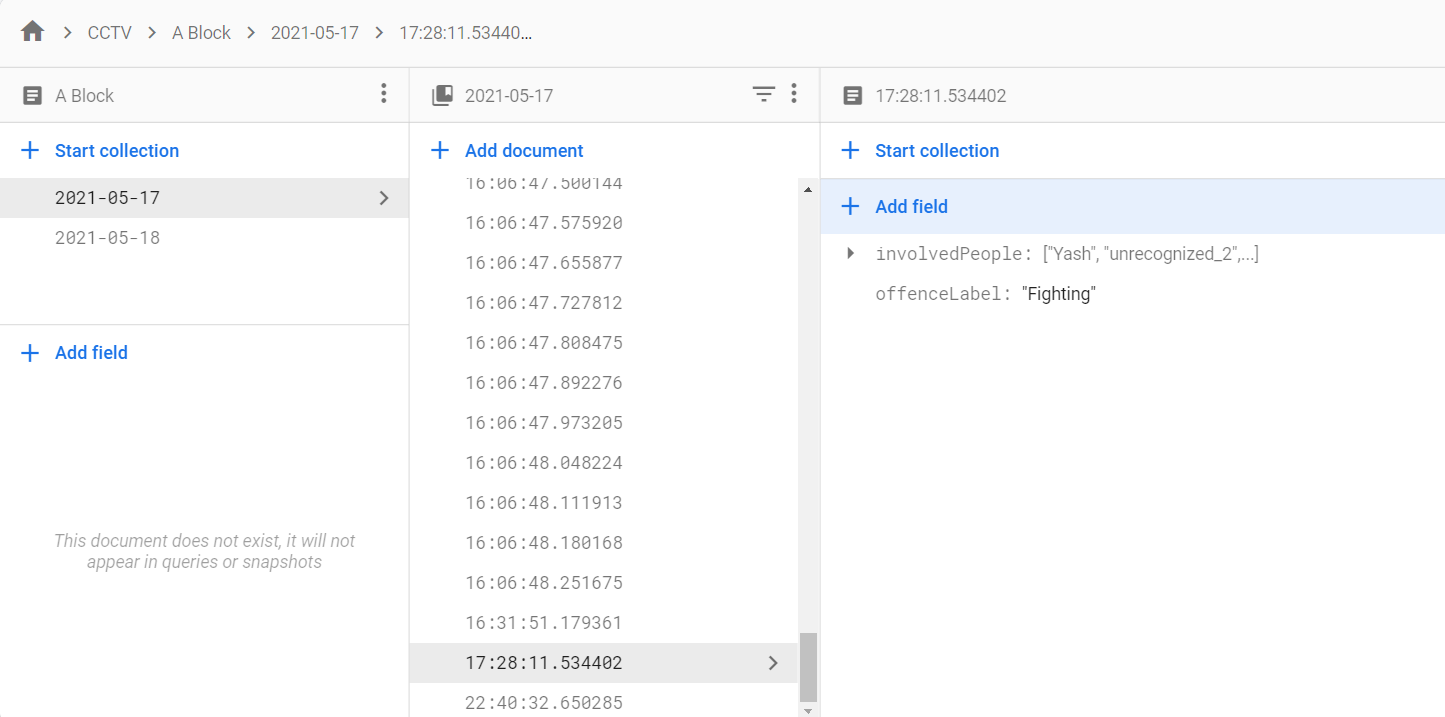 CCTV A Block 2021-05-17 17:28:11.53440...
A Block
Start collection
2021-05-17
2021-05-18
Add field
This document does not exist, it will not
appear in queries or snapshots
2021-05-17
Add document
16:06:47.500144
16:06:47.575920
16:06:47.655877
16:06:47.727812
16:06:47.808475
16:06:47.892276
16:06:47.973205
16:06:48.048224
16:06:48.111913
16:06:48.180168
16:06:48.251675
16:31:51.179361
17:28:11.534402
22:40:32.650285
17:28:11.534402
Start collection
Add field
involvedPeople: ["Yash", "unrecognized_2",...]
offenceLabel: "Fighting"